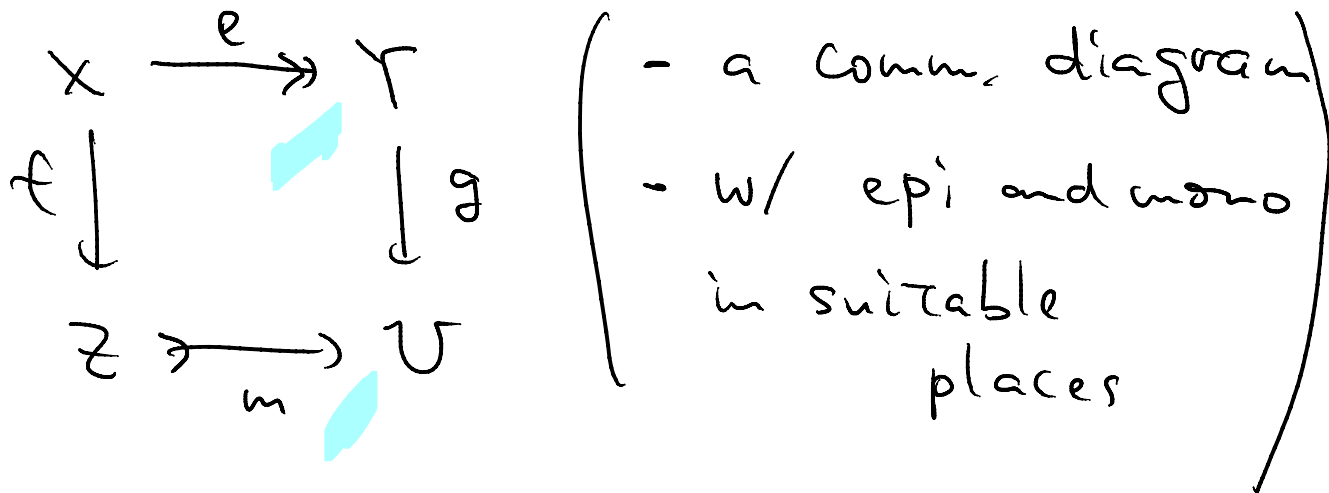 e
X Y - a comm. diagram
f g - w/ epi and mono
in suitable
Z U places
m